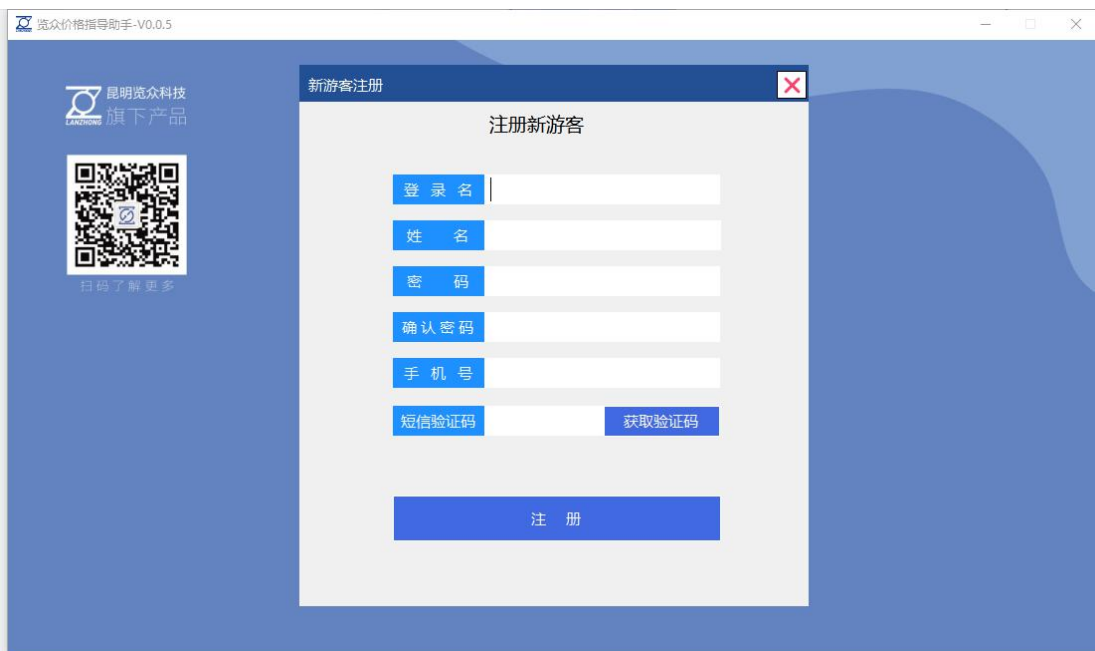 览众价格指导助手-V0.0.5
昆明览众科技
LANZHONG 旗下产品
扫码了解更多
新游客注册
注册新游客
登录名
姓名
密码
确认密码
手机号
短信验证码 获取验证码
注册